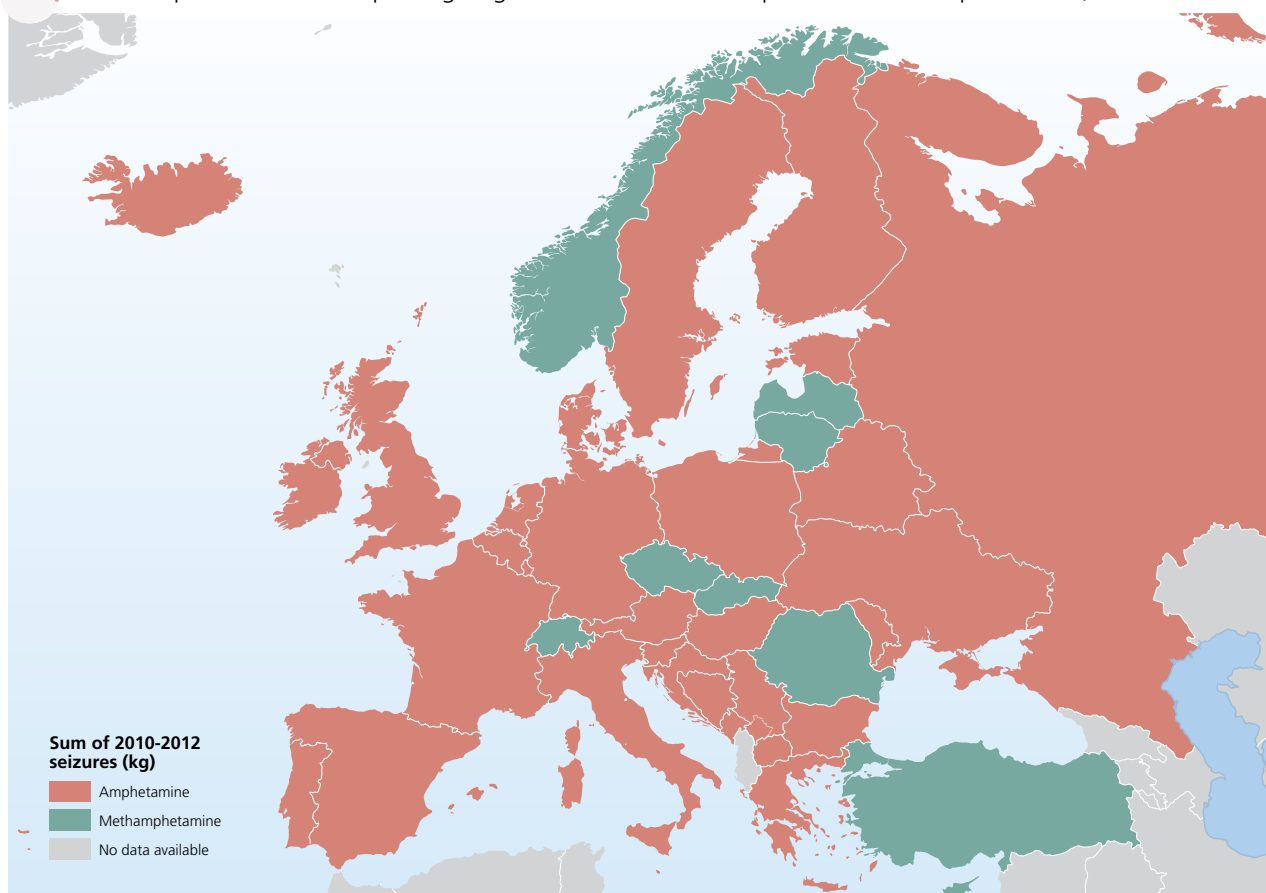 Sum of 2010-2012
seizures (kg)
Amphetamine
Methamphetamine
No data available